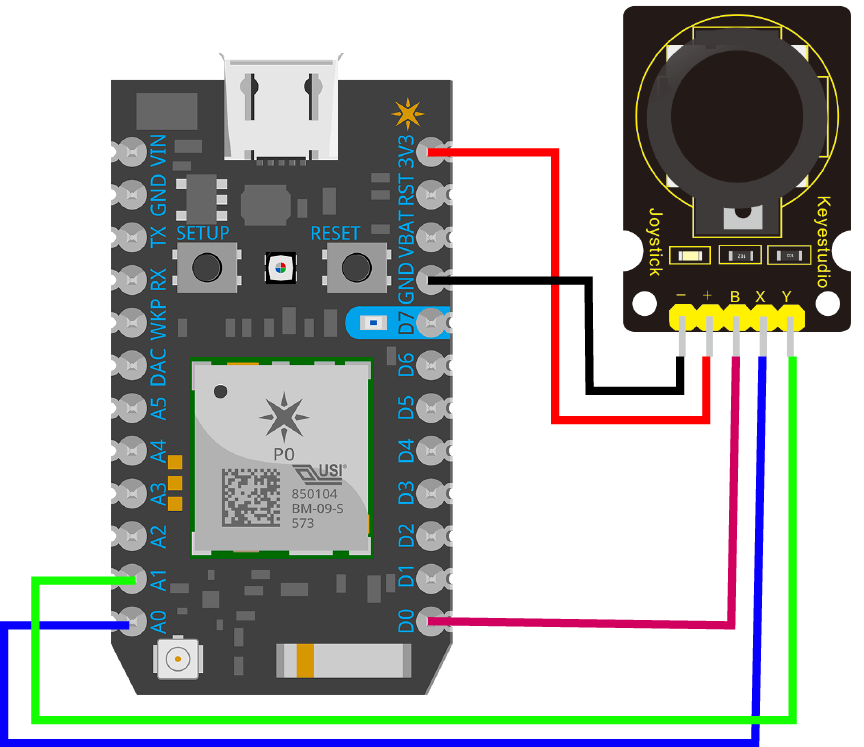 VIN
GND
TX
RX
WKP
DAC
A5
A4
A3
A2
A1
A0
SETUP
RESET
3V3
RST
VBAT
GND
D7
D6
D5
D4
D3
D2
D1
D0
P0
USI
850104
BM-09-S
573
Joystick
Keyestudio
− + B X Y